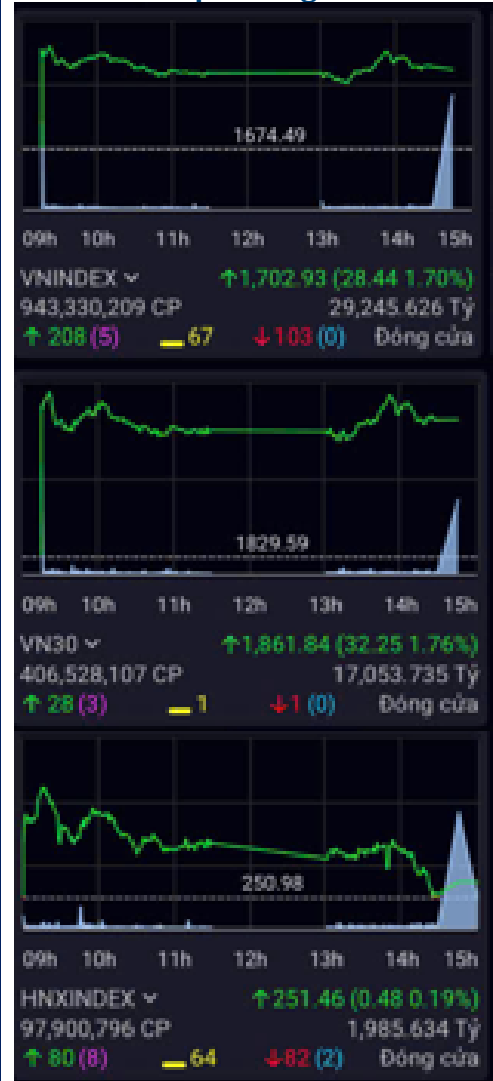 1674.49
09h 10h 11h 12h 13h 14h 15h
VNINDEX ↑1,702.93 (28.44 1.70%)
943,330,209 CP 29,245.626 Tỷ
↑ 208 (5) 67 ↓103 (0) Đóng cửa
1829.59
09h 10h 11h 12h 13h 14h 15h
VN30 ↑1,861.84 (32.25 1.76%)
406,528,107 CP 17,053.735 Tỷ
↑ 28 (3) 1 ↓1 (0) Đóng cửa
250.98
09h 10h 11h 12h 13h 14h 15h
HNXINDEX ↑251.46 (0.48 0.19%)
97,900,796 CP 1,985.634 Tỷ
↑ 80 (8) 64 ↓82 (2) Đóng cửa